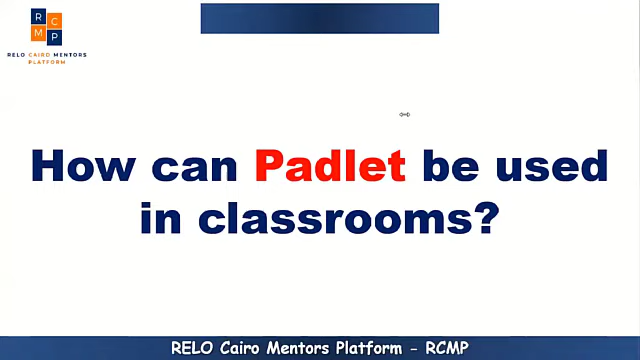 RC
MP
RELO CAIRO MENTORS
PLATFORM
How can Padlet be used
in classrooms?
RELO Cairo Mentors Platform - RCMP